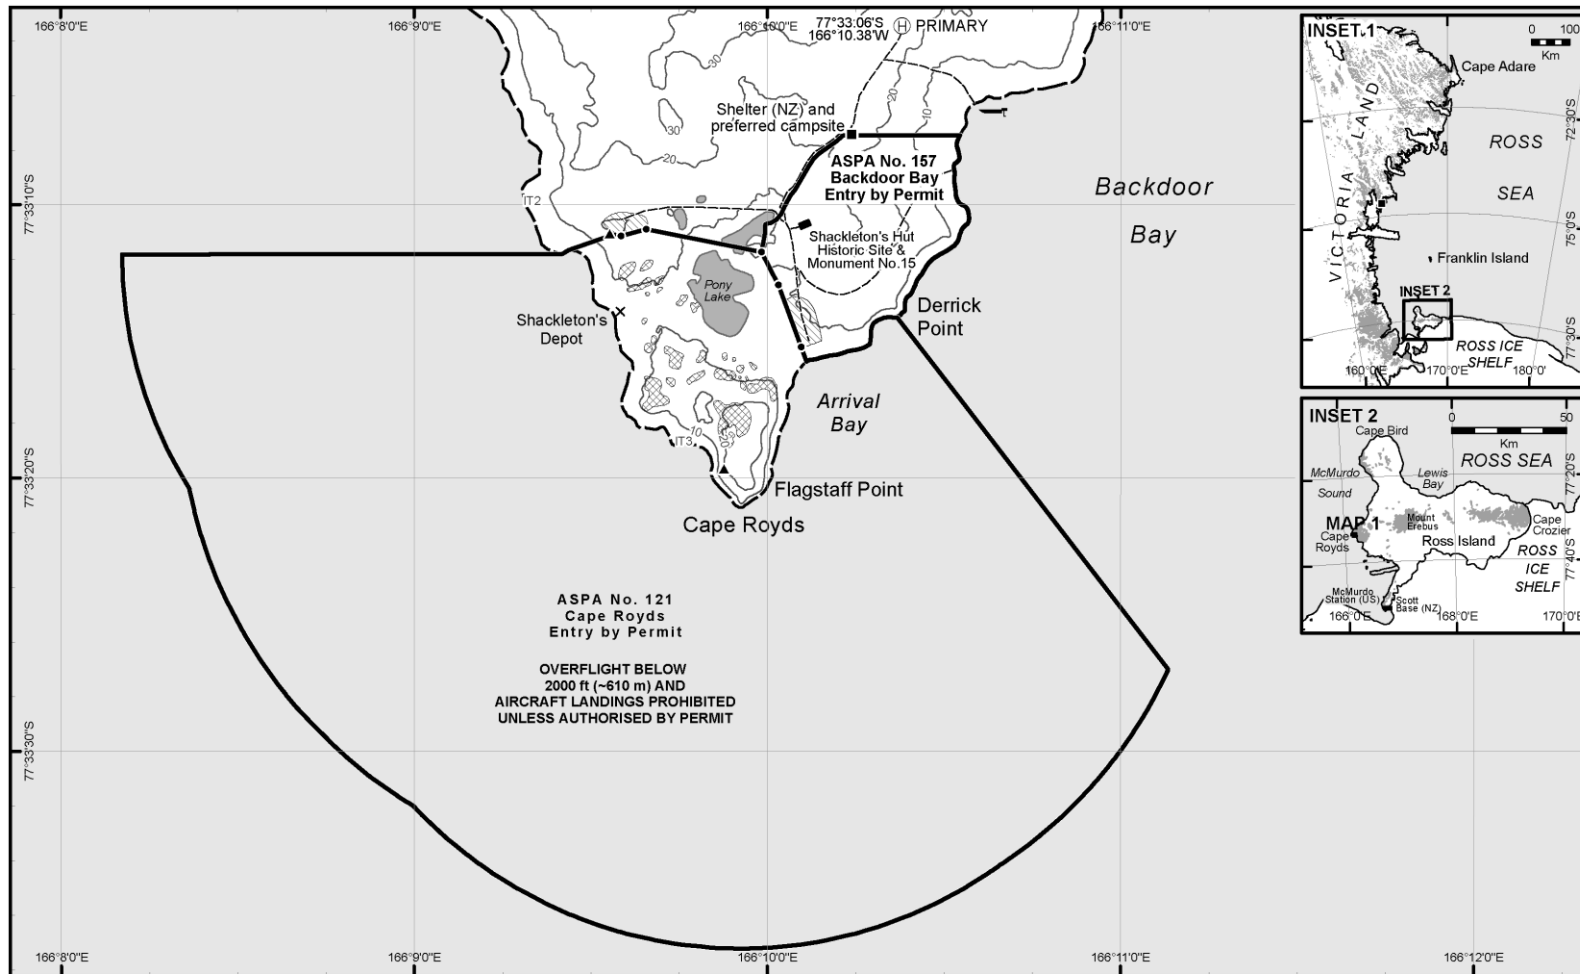 166°8'0"E
166°9'0"E
166°10'0"E
166°11'0"E
77°33'06"S
166°10.38"W
H PRIMARY
30
20
10
30
20
Shelter (NZ) and
preferred campsite
ASPA No. 157
Backdoor Bay
Entry by Permit
Backdoor
Bay
77°33'10"S
IT2
Shackleton's Hut
Historic Site &
Monument No.15
Pony
Lake
Shackleton's
Depot
Derrick
Point
Arrival
Bay
10
20
IT3
Flagstaff Point
Cape Royds
77°33'20"S
ASPA No. 121
Cape Royds
Entry by Permit
OVERFLIGHT BELOW
2000 ft (~610 m) AND
AIRCRAFT LANDINGS PROHIBITED
UNLESS AUTHORISED BY PERMIT
77°33'30"S
166°8'0"E
166°9'0"E
166°10'0"E
166°11'0"E
166°12'0"E
INSET 1
0 100
Km
Cape Adare
VICTORIA LAND
ROSS
SEA
72°30'S
75°0'S
Franklin Island
INSET 2
77°30'S
ROSS ICE
SHELF
160°0'E
170°0'E
180°0'
INSET 2
0 50
Km
Cape Bird
ROSS SEA
McMurdo
Sound
Lewis
Bay
77°20'S
MAP 1
Cape
Royds
Mount
Erebus
Cape
Crozier
Ross Island
ROSS
ICE
SHELF
77°40'S
McMurdo
Station (US)
Scott
Base (NZ)
166°0'E
168°0'E
170°0'E